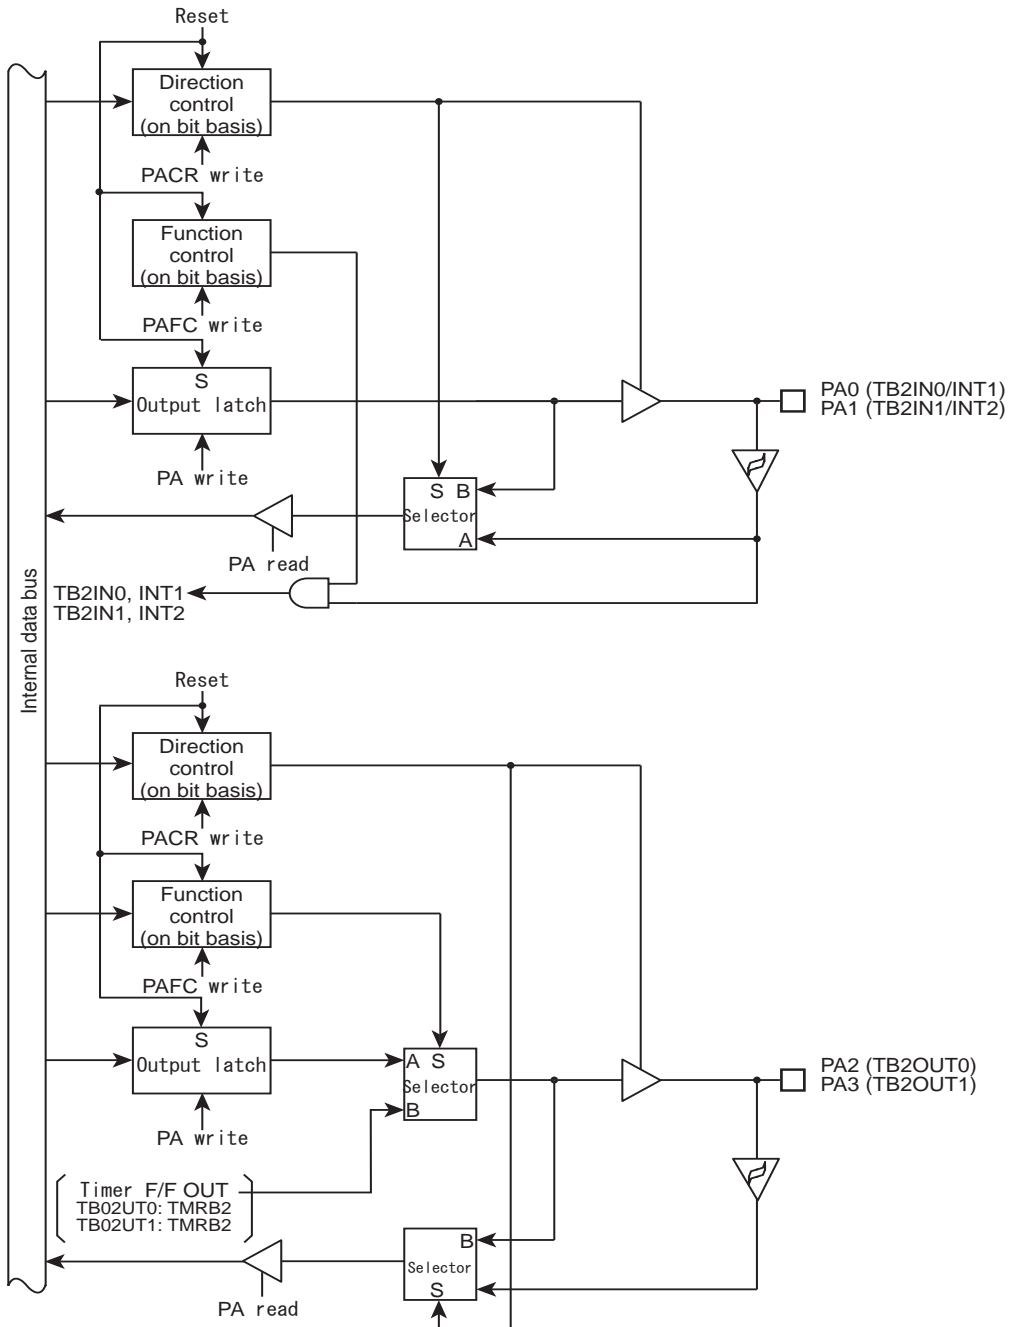 Reset
Direction
control
(on bit basis)
PACR write
Function
control
(on bit basis)
PAFC write
S
Output latch
PA0 (TB2IN0/INT1)
PA1 (TB2IN1/INT2)
PA write
S B
Selector
A
PA read
TB2IN0, INT1
TB2IN1, INT2
Internal data bus
Reset
Direction
control
(on bit basis)
PACR write
Function
control
(on bit basis)
PAFC write
S
Output latch
A S
Selector
B
PA2 (TB2OUT0)
PA3 (TB2OUT1)
PA write
Timer F/F OUT
TB02UT0: TMRB2
TB02UT1: TMRB2
B
Selector
S
PA read